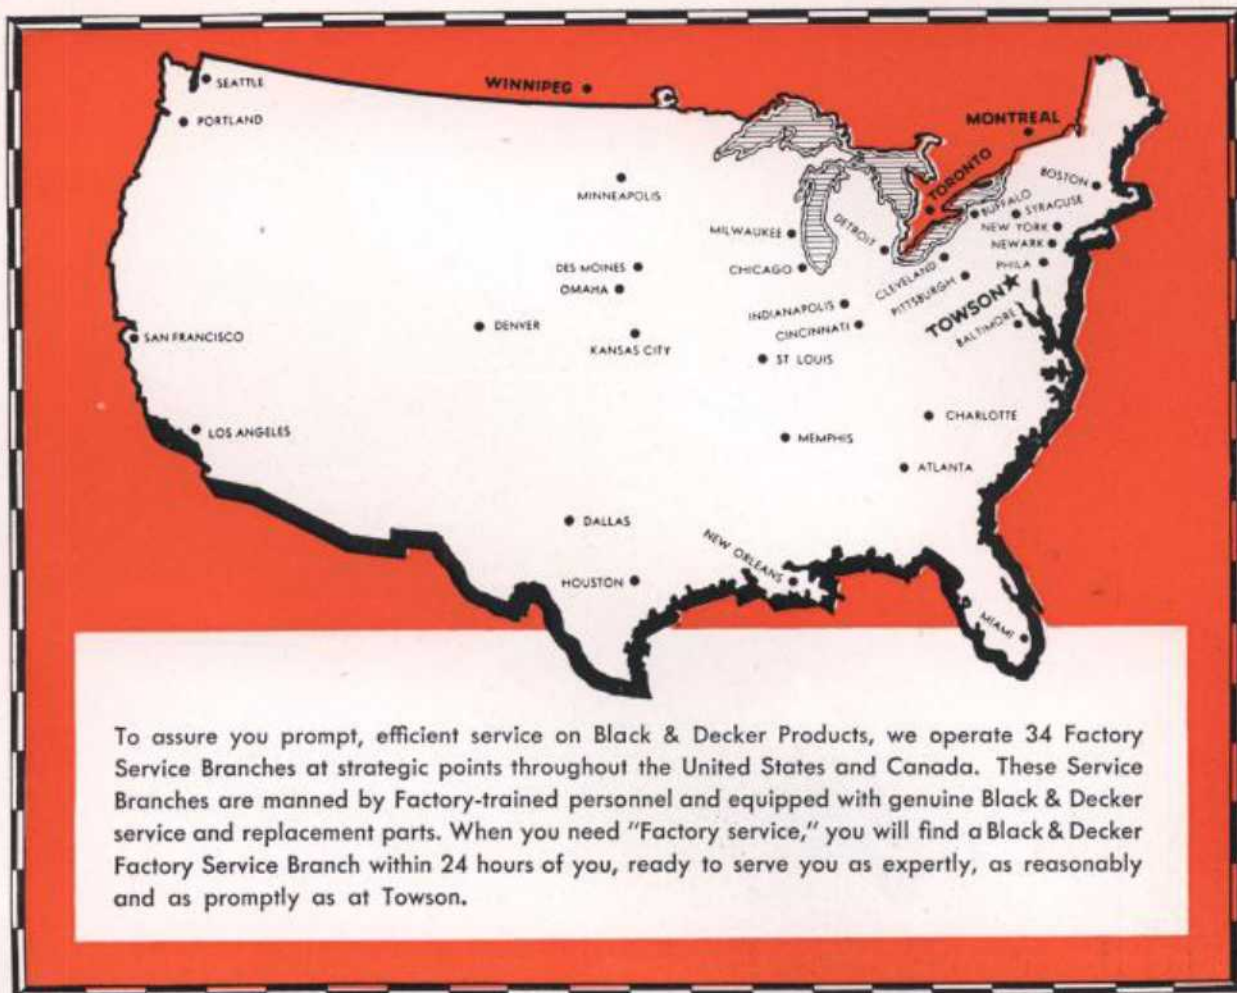 SEATTLE
WINNIPEG
PORTLAND
MONTREAL
TORONTO
BOSTON
MINNEAPOLIS
BUFFALO
SYRACUSE
MILWAUKEE
DETROIT
NEW YORK
NEWARK
DES MOINES
CHICAGO
CLEVELAND
PHILA
OMAHA
PITTSBURGH
INDIANAPOLIS
TOWSON
SAN FRANCISCO
DENVER
KANSAS CITY
CINCINNATI
BALTIMORE
ST LOUIS
CHARLOTTE
LOS ANGELES
MEMPHIS
ATLANTA
DALLAS
NEW ORLEANS
HOUSTON
MIAMI
To assure you prompt, efficient service on Black & Decker Products, we operate 34 Factory
Service Branches at strategic points throughout the United States and Canada. These Service
Branches are manned by Factory-trained personnel and equipped with genuine Black & Decker
service and replacement parts. When you need "Factory service," you will find a Black & Decker
Factory Service Branch within 24 hours of you, ready to serve you as expertly, as reasonably
and as promptly as at Towson.